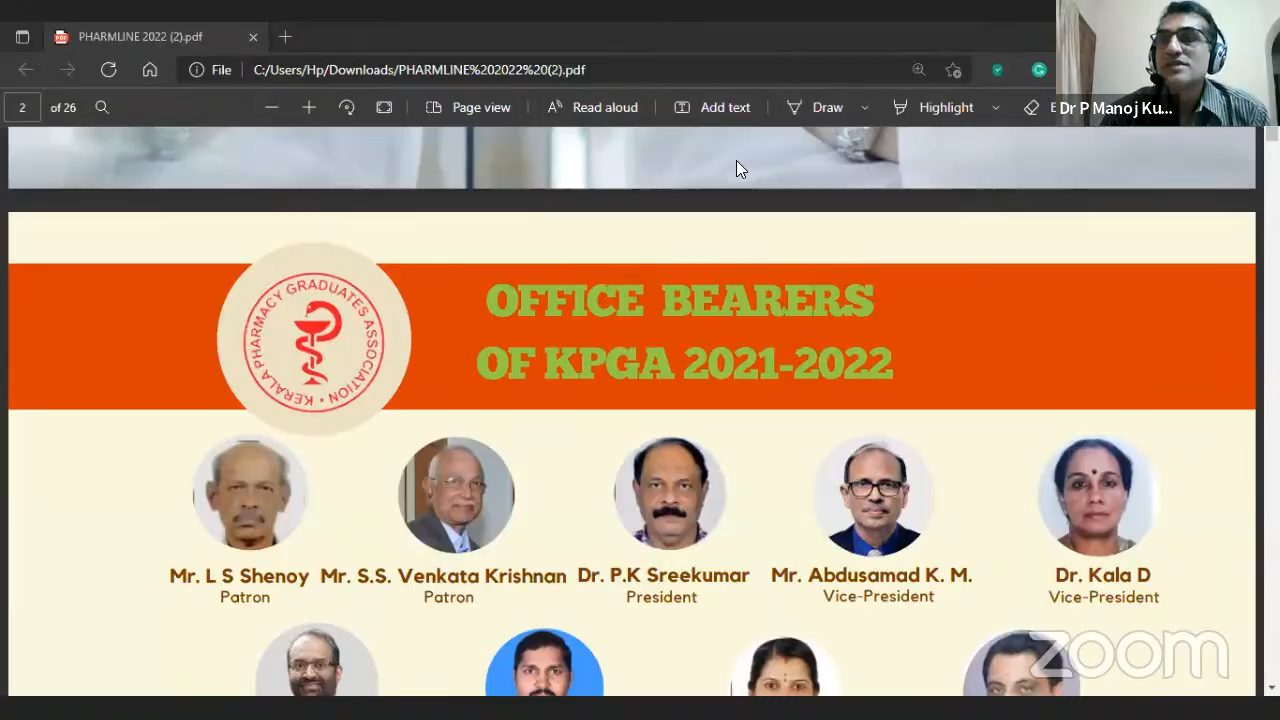 PHARMLINE 2022 (2).pdf
File C:/Users/Hp/Downloads/PHARMLINE%202022%20(2).pdf
2 of 26 Page view Read aloud Add text Draw Highlight E
Dr P Manoj Ku...
KERALA PHARMACY GRADUATES ASSOCIATION •
OFFICE BEARERS
OF KPGA 2021-2022
Mr. L S Shenoy Mr. S.S. Venkata Krishnan Dr. P.K Sreekumar Mr. Abdusamad K. M. Dr. Kala D
Patron Patron President Vice-President Vice-President
zoom